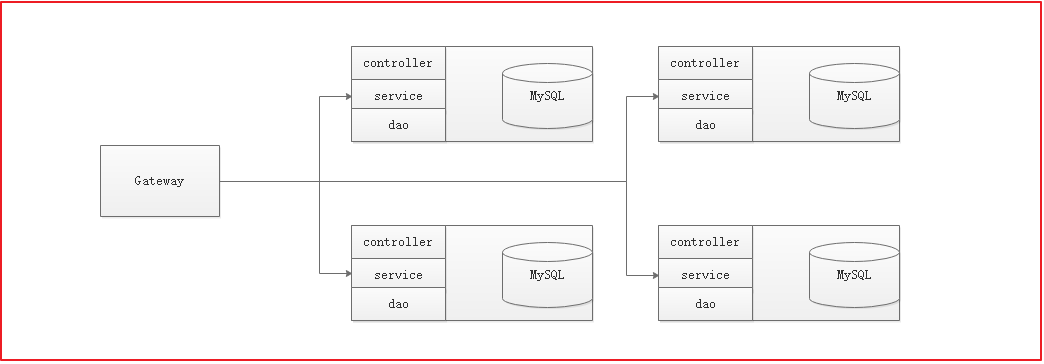 Gateway
controller
service
dao
MySQL
controller
service
dao
MySQL
controller
service
dao
MySQL
controller
service
dao
MySQL